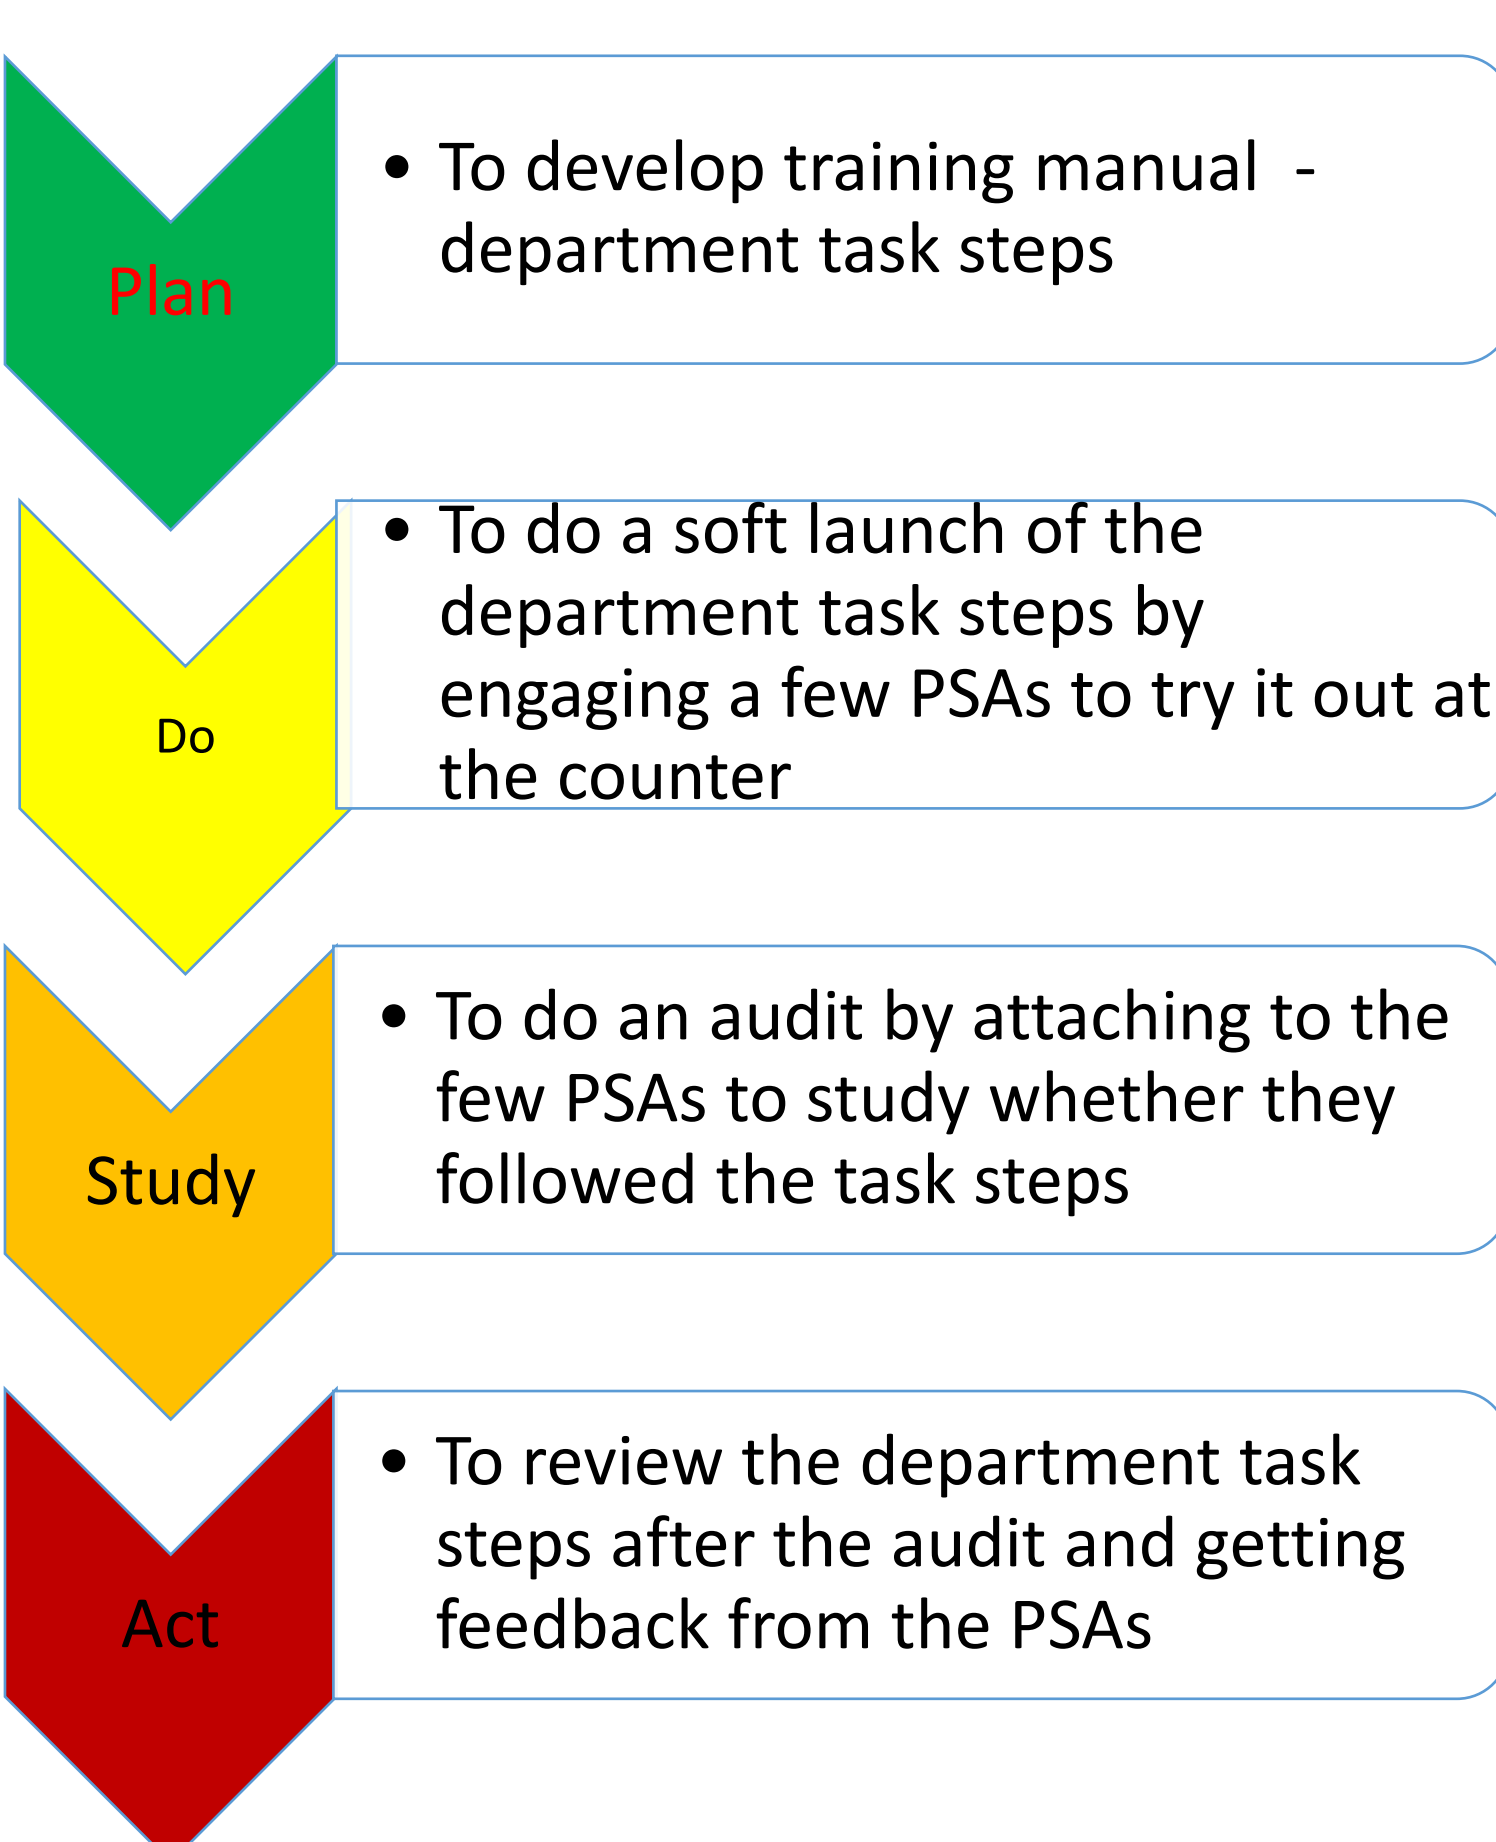 Plan
• To develop training manual  -
department task steps
Do
• To do a soft launch of the
department task steps by
engaging a few PSAs to try it out at
the counter
Study
• To do an audit by attaching to the
few PSAs to study whether they
followed the task steps
Act
• To review the department task
steps after the audit and getting
feedback from the PSAs